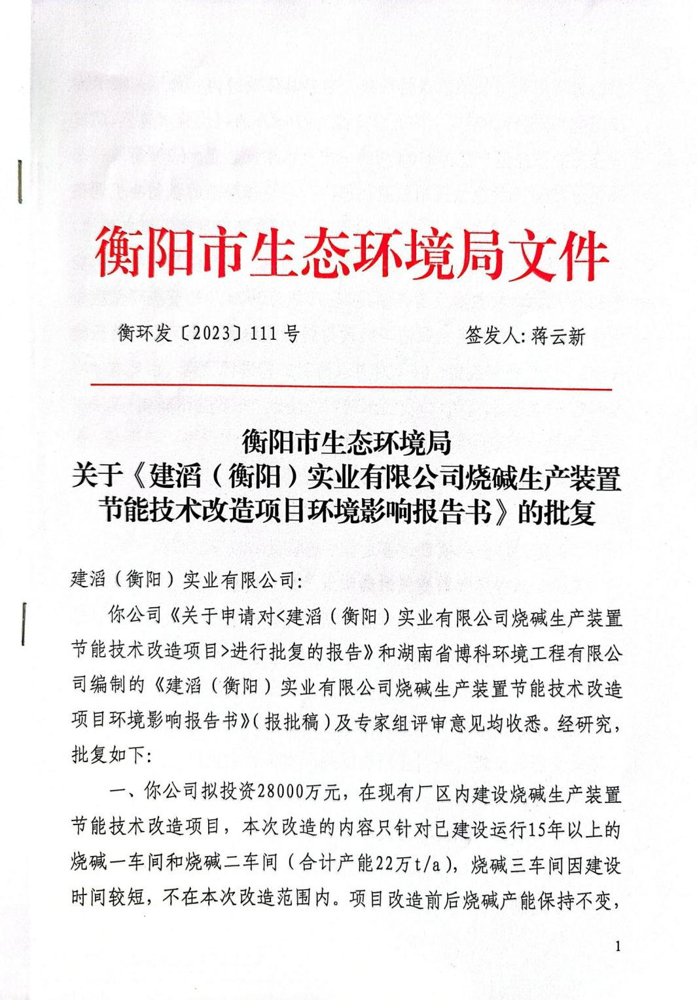 衡阳市生态环境局文件
衡环发〔2023〕111号 签发人:蒋云新
衡阳市生态环境局
关于《建滔(衡阳)实业有限公司烧碱生产装置
节能技术改造项目环境影响报告书》的批复
建滔(衡阳)实业有限公司:
你公司《关于申请对<建滔(衡阳)实业有限公司烧碱生产装置
节能技术改造项目>进行批复的报告》和湖南省博科环境工程有限公
司编制的《建滔(衡阳)实业有限公司烧碱生产装置节能技术改造
项目环境影响报告书》(报批稿)及专家组评审意见均收悉。经研究,
批复如下:
一、你公司拟投资28000万元,在现有厂区内建设烧碱生产装置
节能技术改造项目,本次改造的内容只针对已建设运行15年以上的
烧碱一车间和烧碱二车间(合计产能22万t/a),烧碱三车间因建设
时间较短,不在本次改造范围内。项目改造前后烧碱产能保持不变,
1